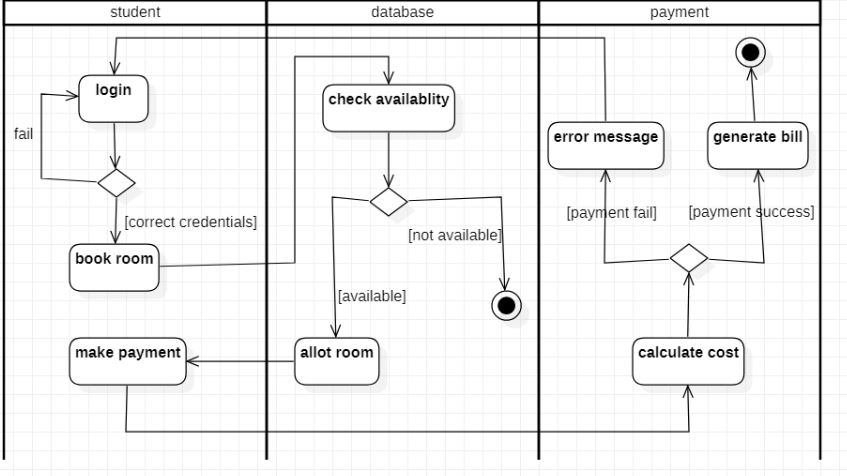 student
database
payment
login
check availablity
error message
generate bill
fail
[correct credentials]
[payment fail]
[payment success]
[not available]
book room
[available]
make payment
allot room
calculate cost